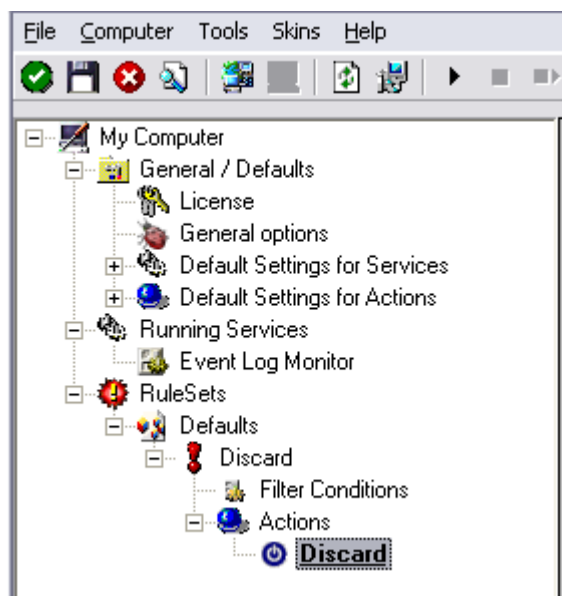 File Computer Tools Skins Help
My Computer
General / Defaults
License
General options
Default Settings for Services
Default Settings for Actions
Running Services
Event Log Monitor
RuleSets
Defaults
Discard
Filter Conditions
Actions
Discard